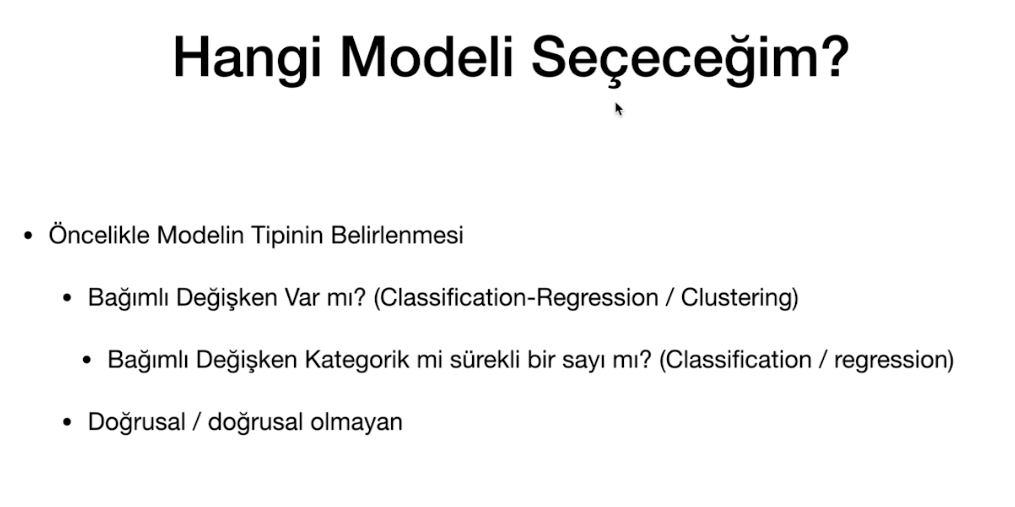 Hangi Modeli Seçeceğim?
• Öncelikle Modelin Tipinin Belirlenmesi
• Bağımlı Değişken Var mı? (Classification-Regression / Clustering)
• Bağımlı Değişken Kategorik mi sürekli bir sayı mı? (Classification / regression)
• Doğrusal / doğrusal olmayan